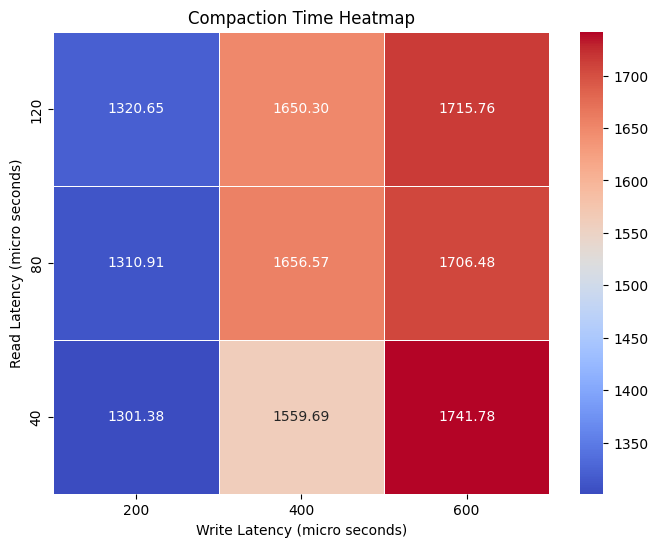 Compaction Time Heatmap
Read Latency (micro seconds)
120
80
40
1320.65 1650.30 1715.76
1310.91 1656.57 1706.48
1301.38 1559.69 1741.78
200 400 600
Write Latency (micro seconds)
1700
1650
1600
1550
1500
1450
1400
1350